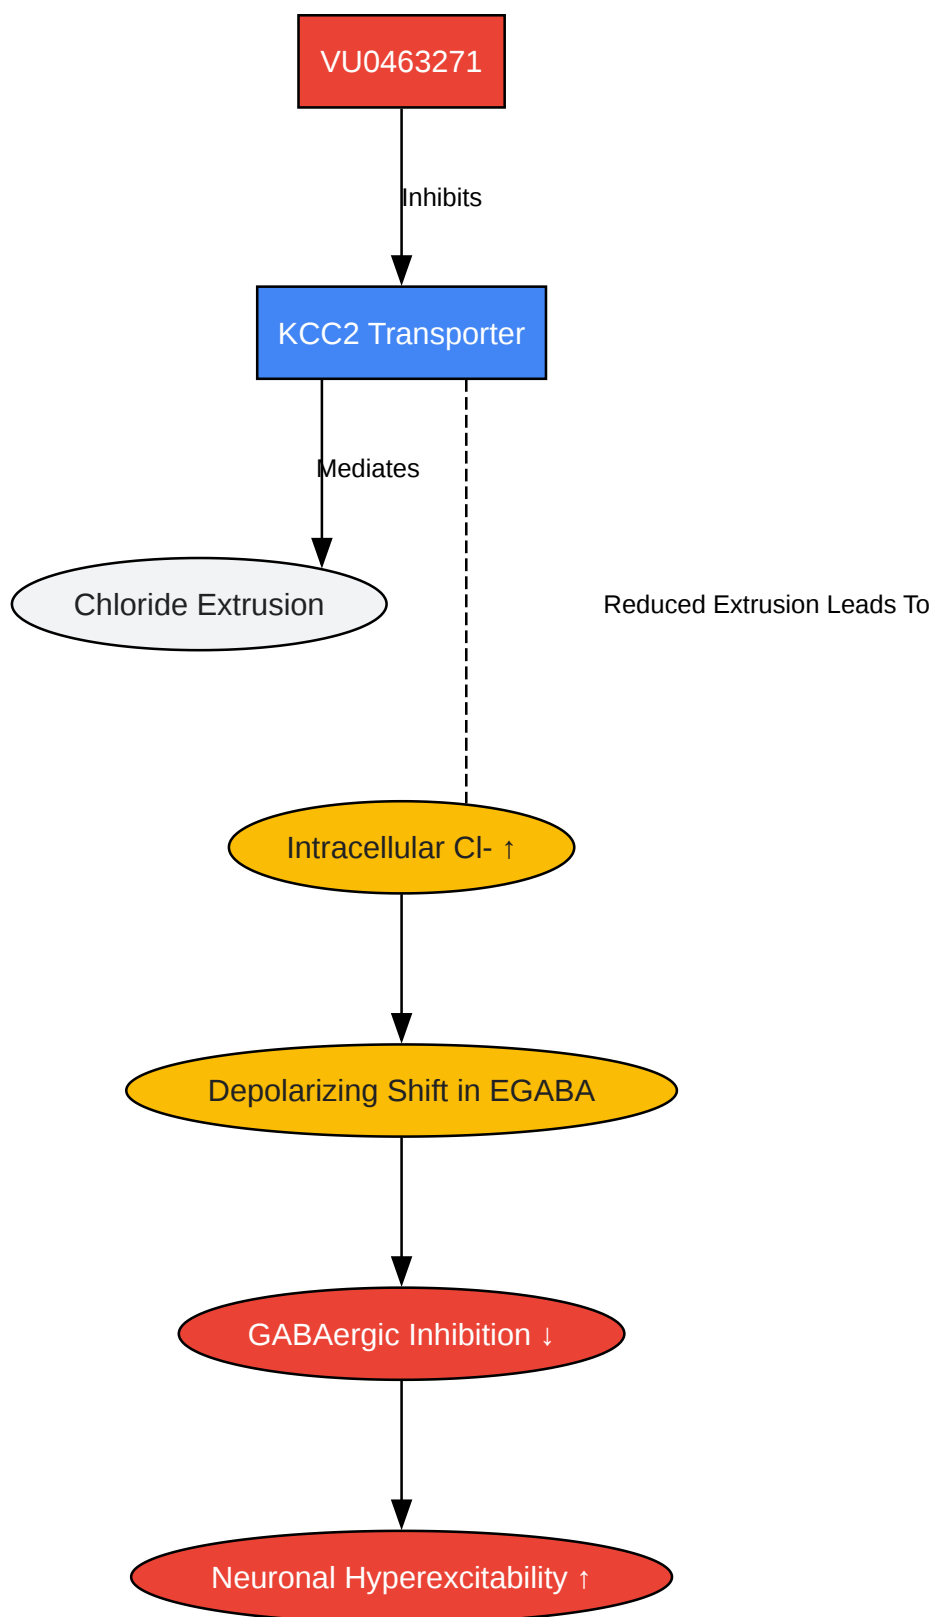 VU0463271
Inhibits
KCC2 Transporter
Mediates
Chloride Extrusion
Reduced Extrusion Leads To
Intracellular Cl- ↑
Depolarizing Shift in EGABA
GABAergic Inhibition ↓
Neuronal Hyperexcitability ↑